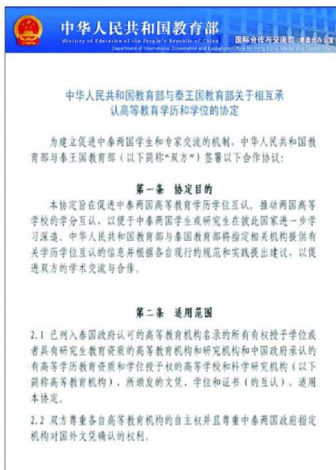 中华人民共和国教育部
Ministry of Education of the People's Republic of China
国际合作与交流司(港澳台办公室)
Department of International Cooperation and Exchanges
中华人民共和国教育部与泰王国教育部关于相互承
认高等教育学历和学位的协定
为建立促进中泰两国学生和专家交流的机制,中华人民共和国教
育部与泰王国教育部(以下简称“双方”)签署以下合作协议:
第一条 协定目的
本协定旨在促进中泰两国高等教育学历学位互认。推动两国高等
学校的学分互认,以便于中泰两国学生或研究生在彼此国家进一步学
习深造。中华人民共和国教育部与泰国教育部将指定相关机构提供有
关学历学位互认的信息并根据各自现行的规范和实践提出建议,以促
进双方的学术交流与合作。
第二条 适用范围
2.1 已列入泰国政府认可的高等教育机构名录的所有有权授予学位或
者具有研究生教育资质的高等教育机构和研究机构和中国政府承认的
有高等学历教育资质和学位授予权的高等学校和科学研究机构(以下
简称高等教育机构),所颁发的文凭、学位和证书(的互认),适用
本协定。
2.2 双方尊重各自高等教育机构的自主权并且尊重中泰两国政府指定
机构对国外文凭确认的权利。